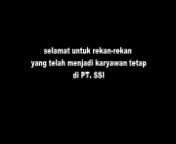 selamat untuk rekan-rekan
yang telah menjadi karyawan tetap
di PT. SSI